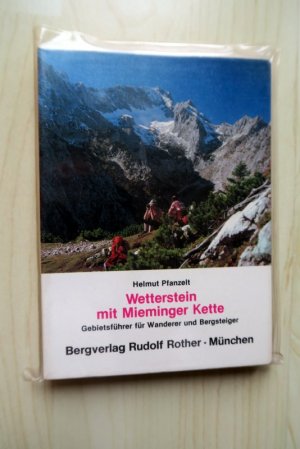 Helmut Pfanzelt
Wetterstein
mit Mieminger Kette
Gebietsführer für Wanderer und Bergsteiger
Bergverlag Rudolf Rother · München